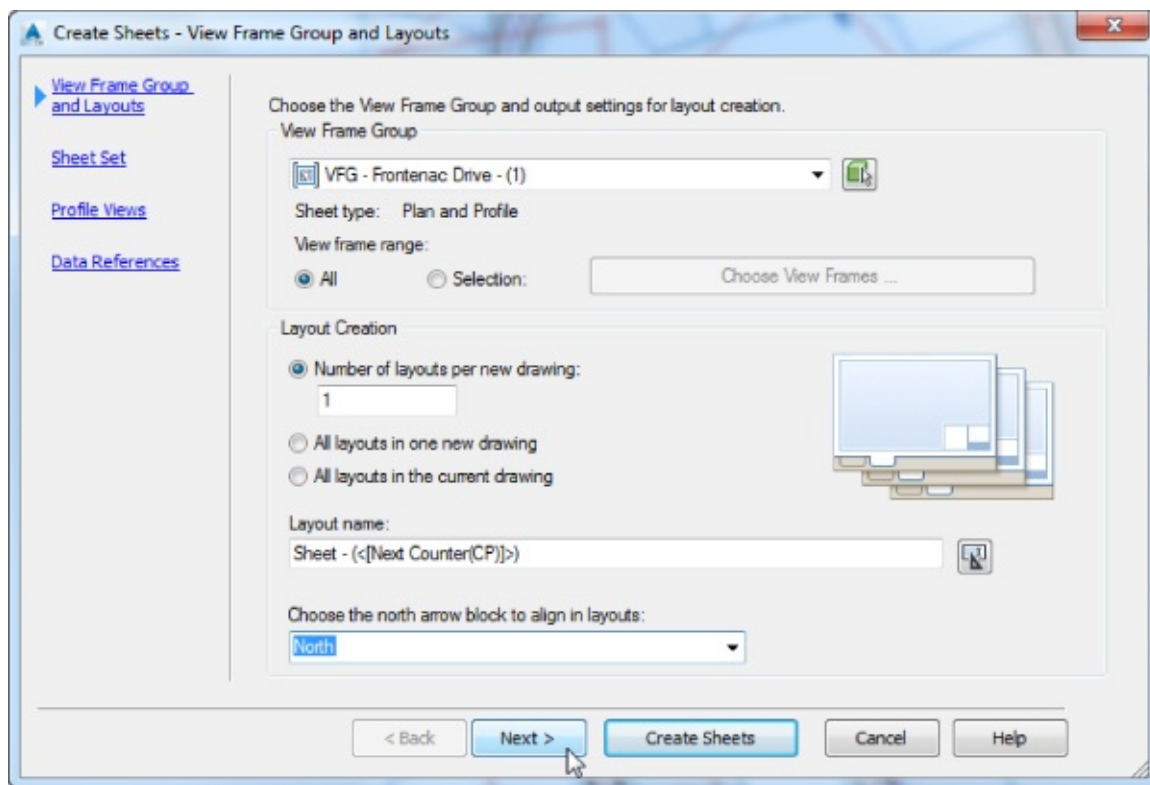 Create Sheets - View Frame Group and Layouts
View Frame Group
and Layouts
Sheet Set
Profile Views
Data References
Choose the View Frame Group and output settings for layout creation.
View Frame Group
VFG - Frontenac Drive - (1)
Sheet type: Plan and Profile
View frame range:
All Selection: Choose View Frames ...
Layout Creation
Number of layouts per new drawing:
1
All layouts in one new drawing
All layouts in the current drawing
Layout name:
Sheet - (<[Next Counter(CP)]>)
Choose the north arrow block to align in layouts:
North
< Back Next > Create Sheets Cancel Help